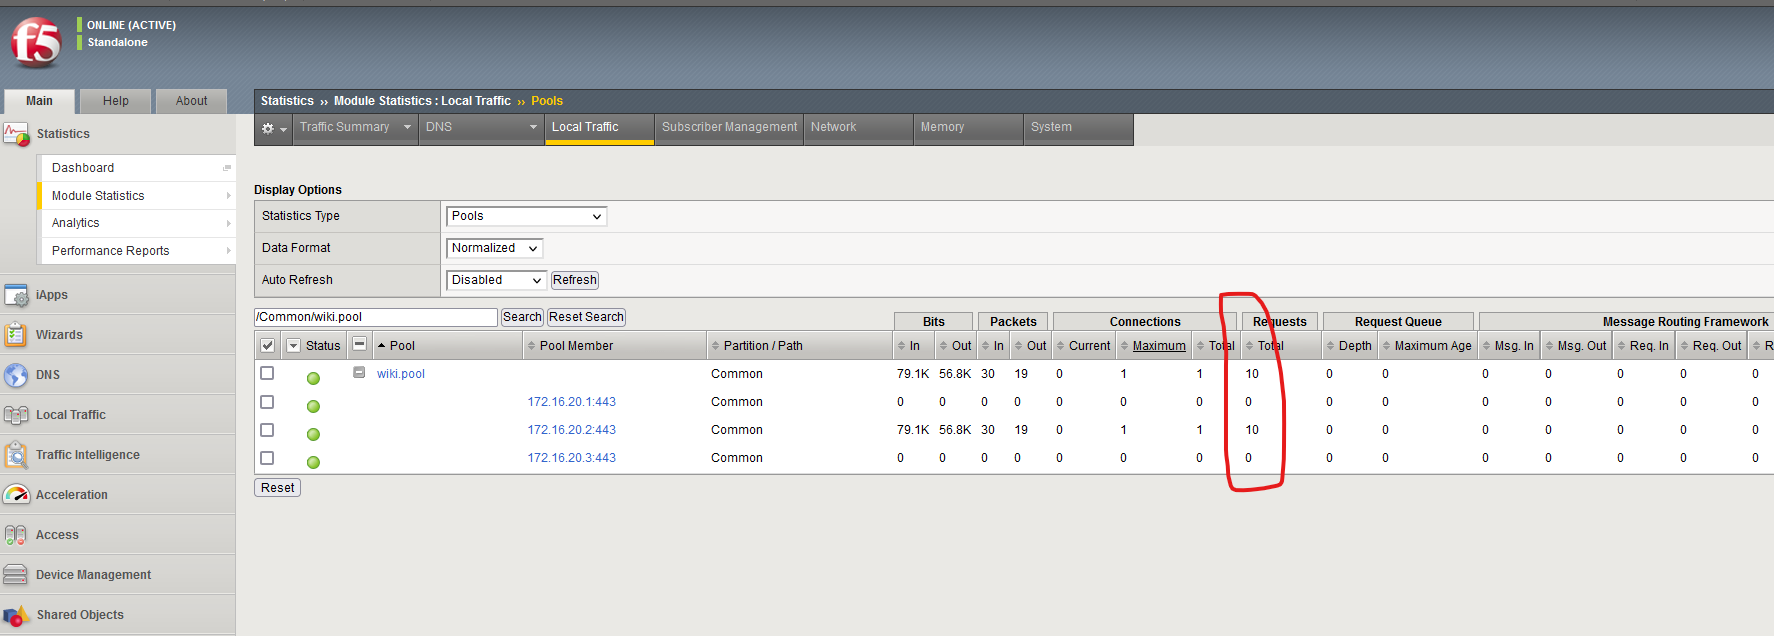 f5
ONLINE (ACTIVE)
Standalone
Main Help About
Statistics
Dashboard
Module Statistics
Analytics
Performance Reports
iApps
Wizards
DNS
Local Traffic
Traffic Intelligence
Acceleration
Access
Device Management
Shared Objects
Statistics ›› Module Statistics : Local Traffic ›› Pools
Traffic Summary DNS Local Traffic Subscriber Management Network Memory System
Display Options
Statistics Type Pools
Data Format Normalized
Auto Refresh Disabled Refresh
/Common/wiki.pool Search Reset Search
Bits Packets Connections Requests Request Queue Message Routing Framework
Status Pool Pool Member Partition / Path In Out In Out Current Maximum Total Total Depth Maximum Age Msg. In Msg. Out Req. In Req. Out R
wiki.pool Common 79.1K 56.8K 30 19 0 1 1 10 0 0 0 0 0 0 0
172.16.20.1:443 Common 0 0 0 0 0 0 0 0 0 0 0 0 0 0 0
172.16.20.2:443 Common 79.1K 56.8K 30 19 0 1 1 10 0 0 0 0 0 0 0
172.16.20.3:443 Common 0 0 0 0 0 0 0 0 0 0 0 0 0 0 0
Reset